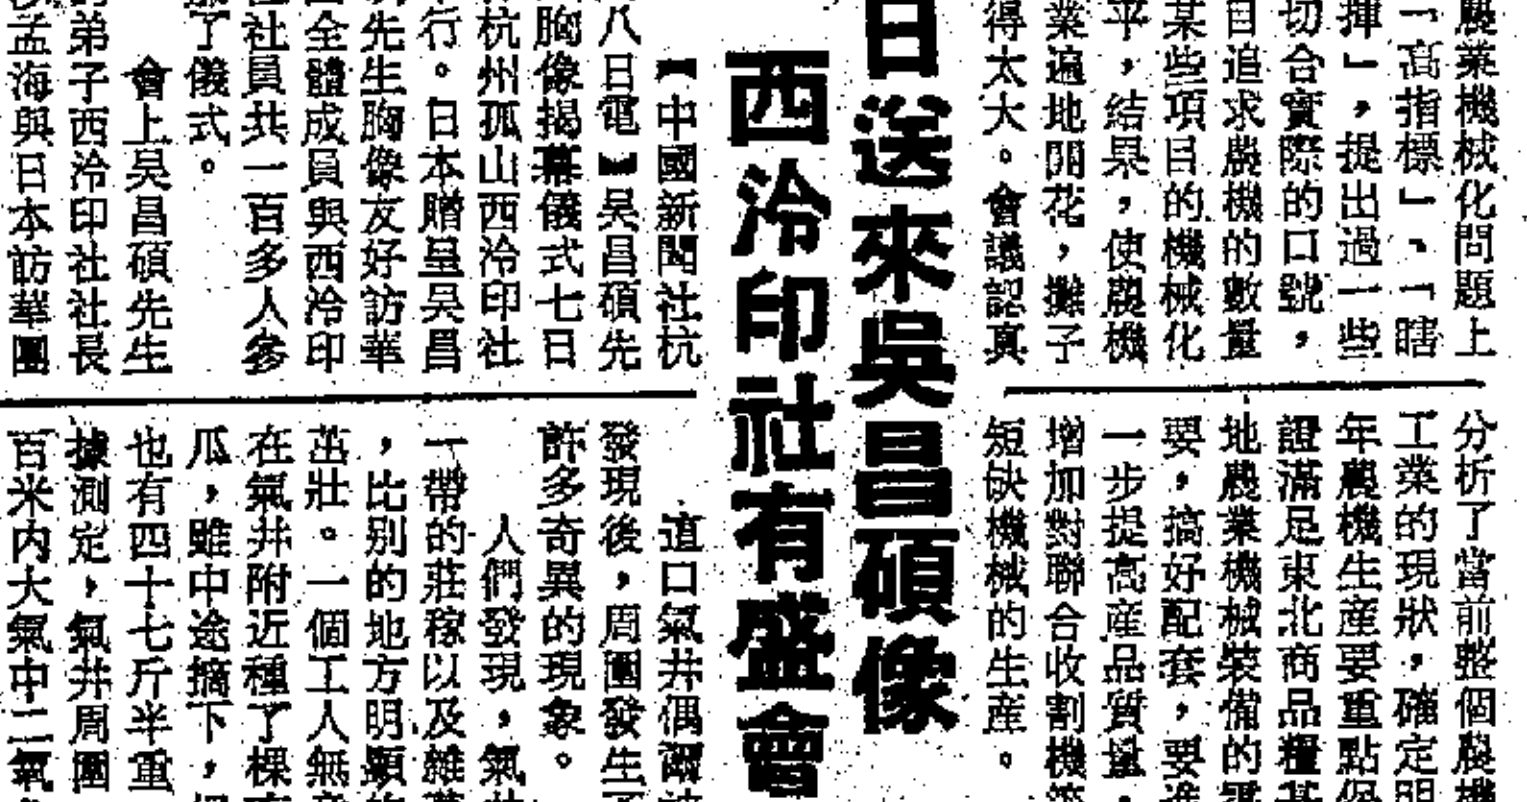 農業機械化問題上
「高指標」、「瞎
揮」，提出過一些
切合實際的口號，
目追求農機的數量
某些項目的機械化
平，結果，使農機
業遍地開花，攤子
得太大。會議認真
分析了當前整個農機
工業的現狀，確定明
年農機生產要重點保
證滿足東北商品糧基
地農業機械裝備的需
要，搞好配套，要進
一步提高產品質量，
增加對聯合收割機等
短缺機械的生產。
日送來吳昌碩像
西泠印社有盛會
【中國新聞社杭
八日電】吳昌碩先
胸像揭幕儀式七日
杭州孤山西泠印社
行。日本贈呈吳昌
先生胸像友好訪華
全體成員與西泠印
社員共一百多人參
了儀式。
會上吳昌碩先生
弟子西泠印社社長
孟海與日本訪華團
道口氣井偶爾被
發現後，周圍發生了
許多奇異的現象。
人們發現，氣井
一帶的莊稼以及雜草
，比別的地方明顯的
茁壯。一個工人無意
在氣井附近種了棵南
瓜，雖中途摘下，
也有四十七斤半重
據測定，氣井周圍
百米內大氣中二氧